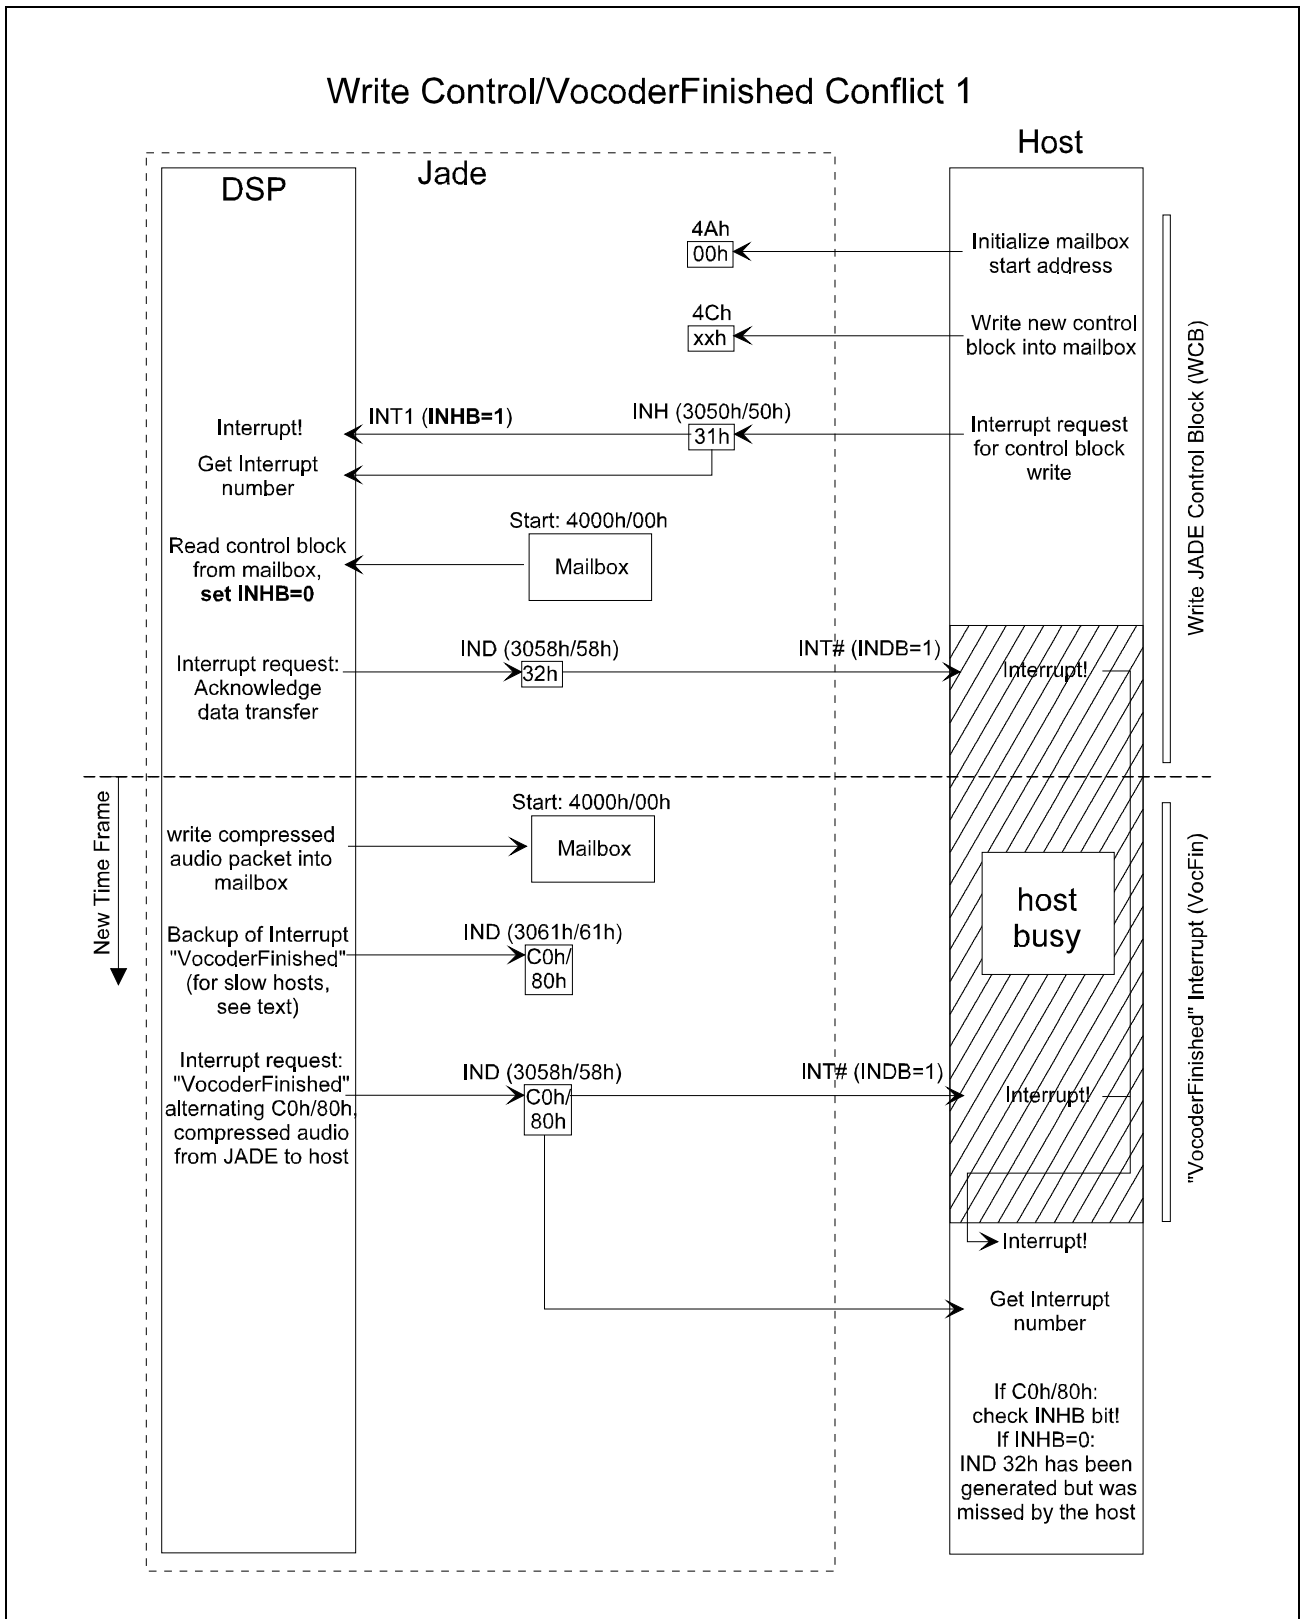 Write Control/VocoderFinished Conflict 1
Host
Jade
DSP
4Ah
00h
Initialize mailbox
start address
4Ch
xxh
Write new control
block into mailbox
INT1 (INHB=1)
INH (3050h/50h)
31h
Interrupt!
Interrupt request
for control block
write
Get Interrupt
number
Start: 4000h/00h
Mailbox
Read control block
from mailbox,
set INHB=0
Write JADE Control Block (WCB)
IND (3058h/58h)
32h
INT# (INDB=1)
Interrupt!
Interrupt request:
Acknowledge
data transfer
New Time Frame
Start: 4000h/00h
Mailbox
write compressed
audio packet into
mailbox
host
busy
IND (3061h/61h)
C0h/
80h
Backup of Interrupt
"VocoderFinished"
(for slow hosts,
see text)
"VocoderFinished" Interrupt (VocFin)
Interrupt request:
"VocoderFinished"
alternating C0h/80h,
compressed audio
from JADE to host
IND (3058h/58h)
C0h/
80h
INT# (INDB=1)
Interrupt!
Interrupt!
Get Interrupt
number
If C0h/80h:
check INHB bit!
If INHB=0:
IND 32h has been
generated but was
missed by the host